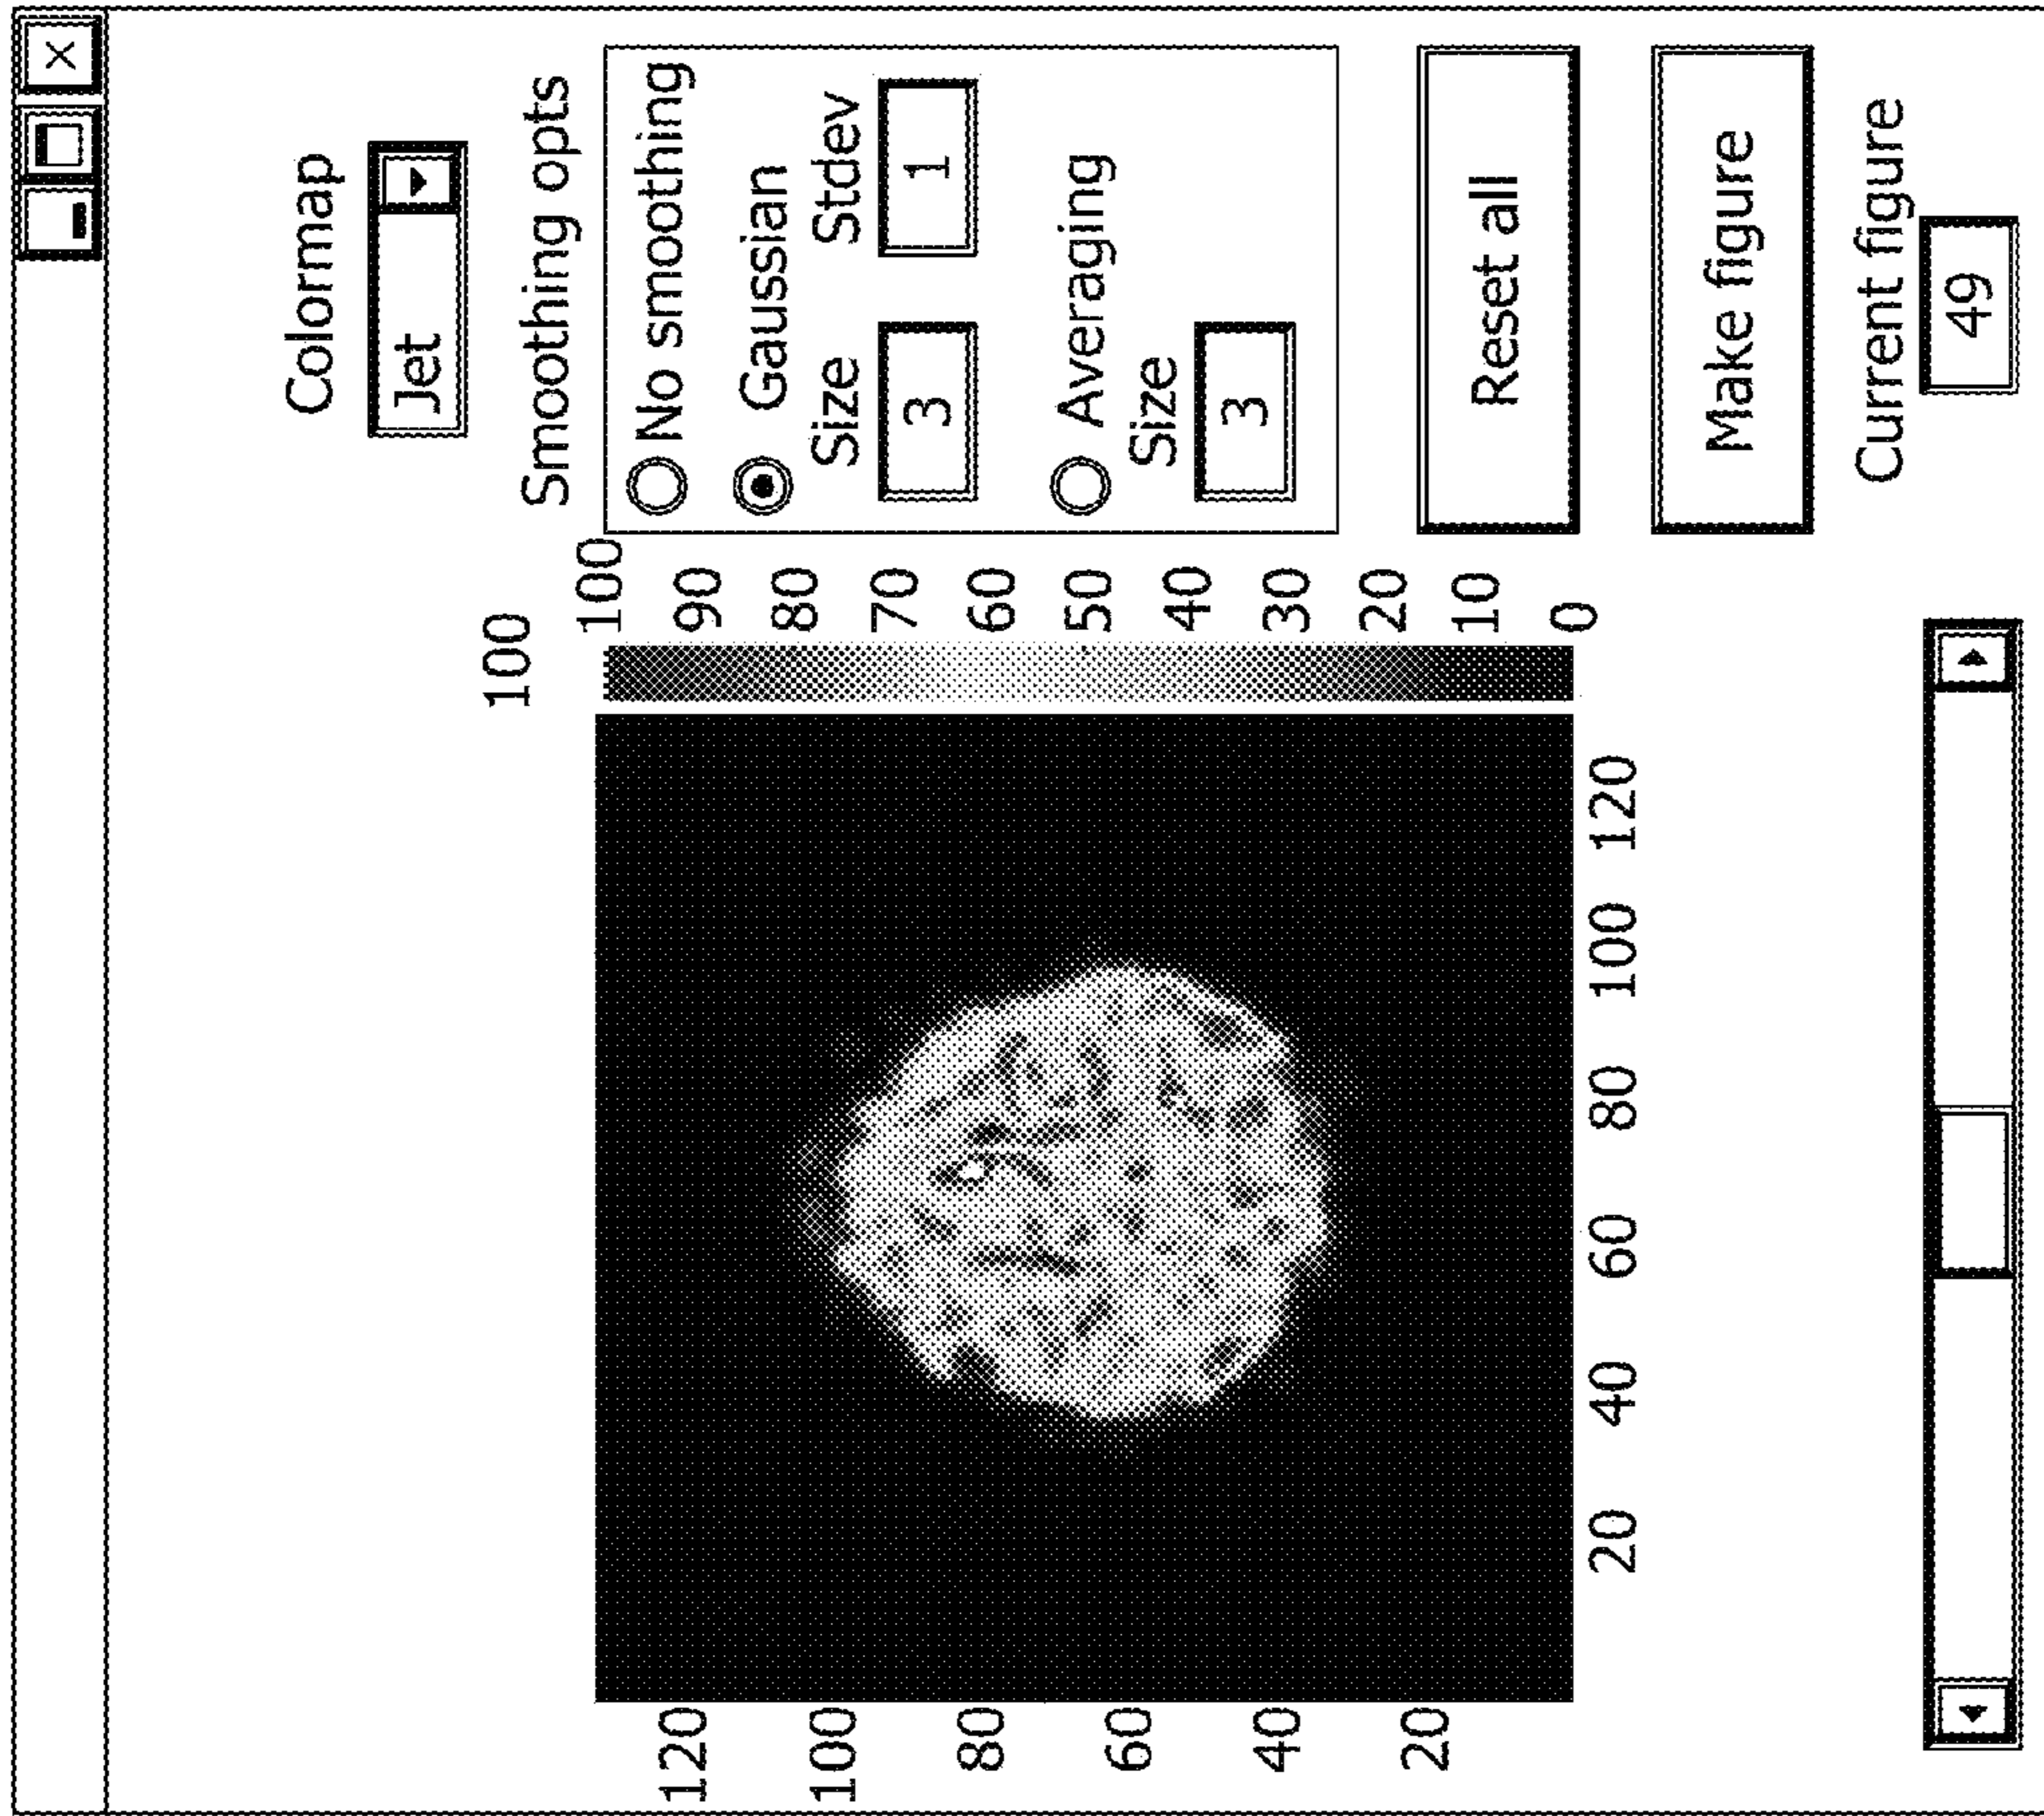 Colormap
Jet
Smoothing opts
No smoothing
Gaussian
Size Stdev
3 1
Averaging
Size
3
Reset all
Make figure
Current figure
49
100
100
90
80
70
60
50
40
30
20
10
0
120
100
80
60
40
20
20 40 60 80 100 120